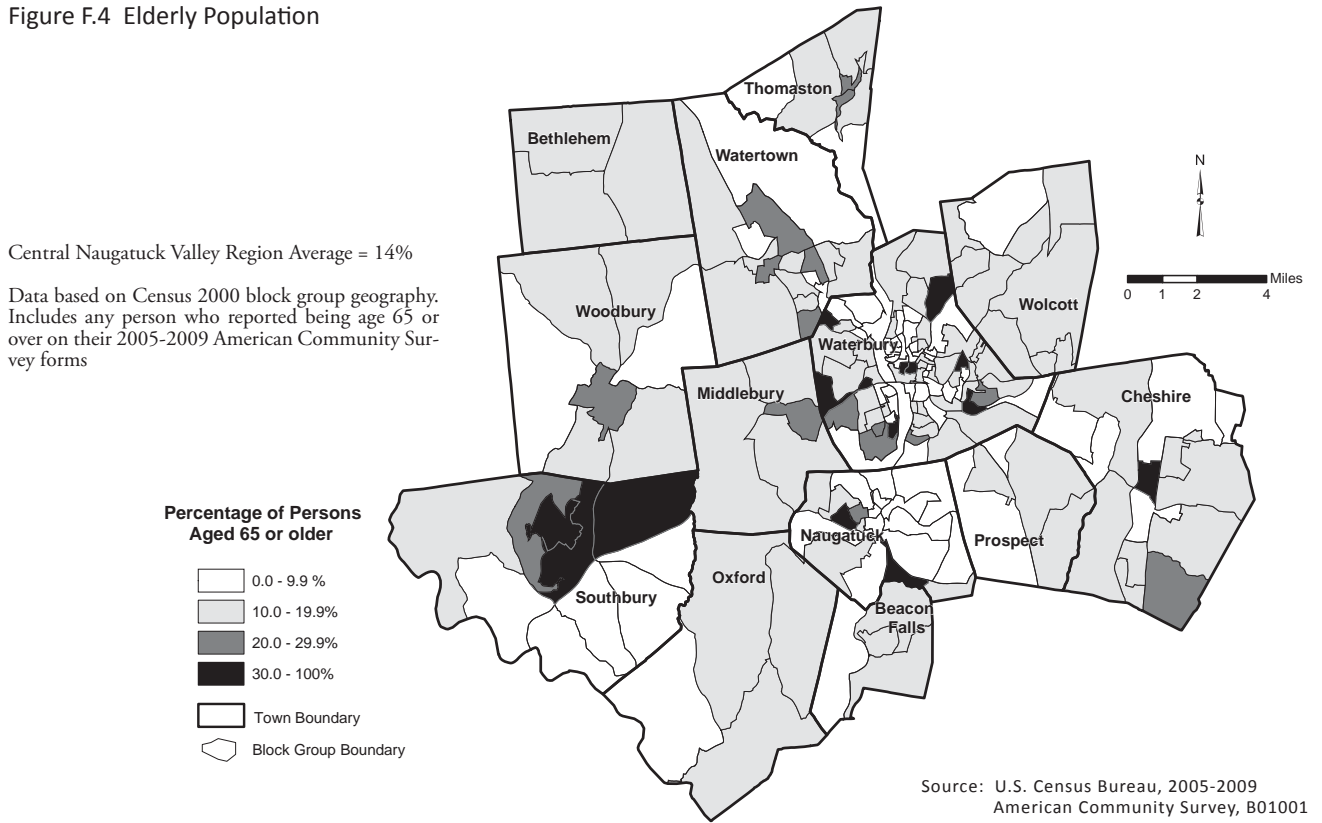 Figure F.4  Elderly Population
Thomaston
Bethlehem
Watertown
N
Central Naugatuck Valley Region Average = 14%
Data based on Census 2000 block group geography.
Includes any person who reported being age 65 or
over on their 2005-2009 American Community Sur-
vey forms
Miles
0 1 2 4
Woodbury
Wolcott
Waterbury
Middlebury
Cheshire
Percentage of Persons
Aged 65 or older
0.0 - 9.9 %
10.0 - 19.9%
20.0 - 29.9%
30.0 - 100%
Town Boundary
Block Group Boundary
Naugatuck
Prospect
Oxford
Southbury
Beacon
Falls
Source:  U.S. Census Bureau, 2005-2009
American Community Survey, B01001